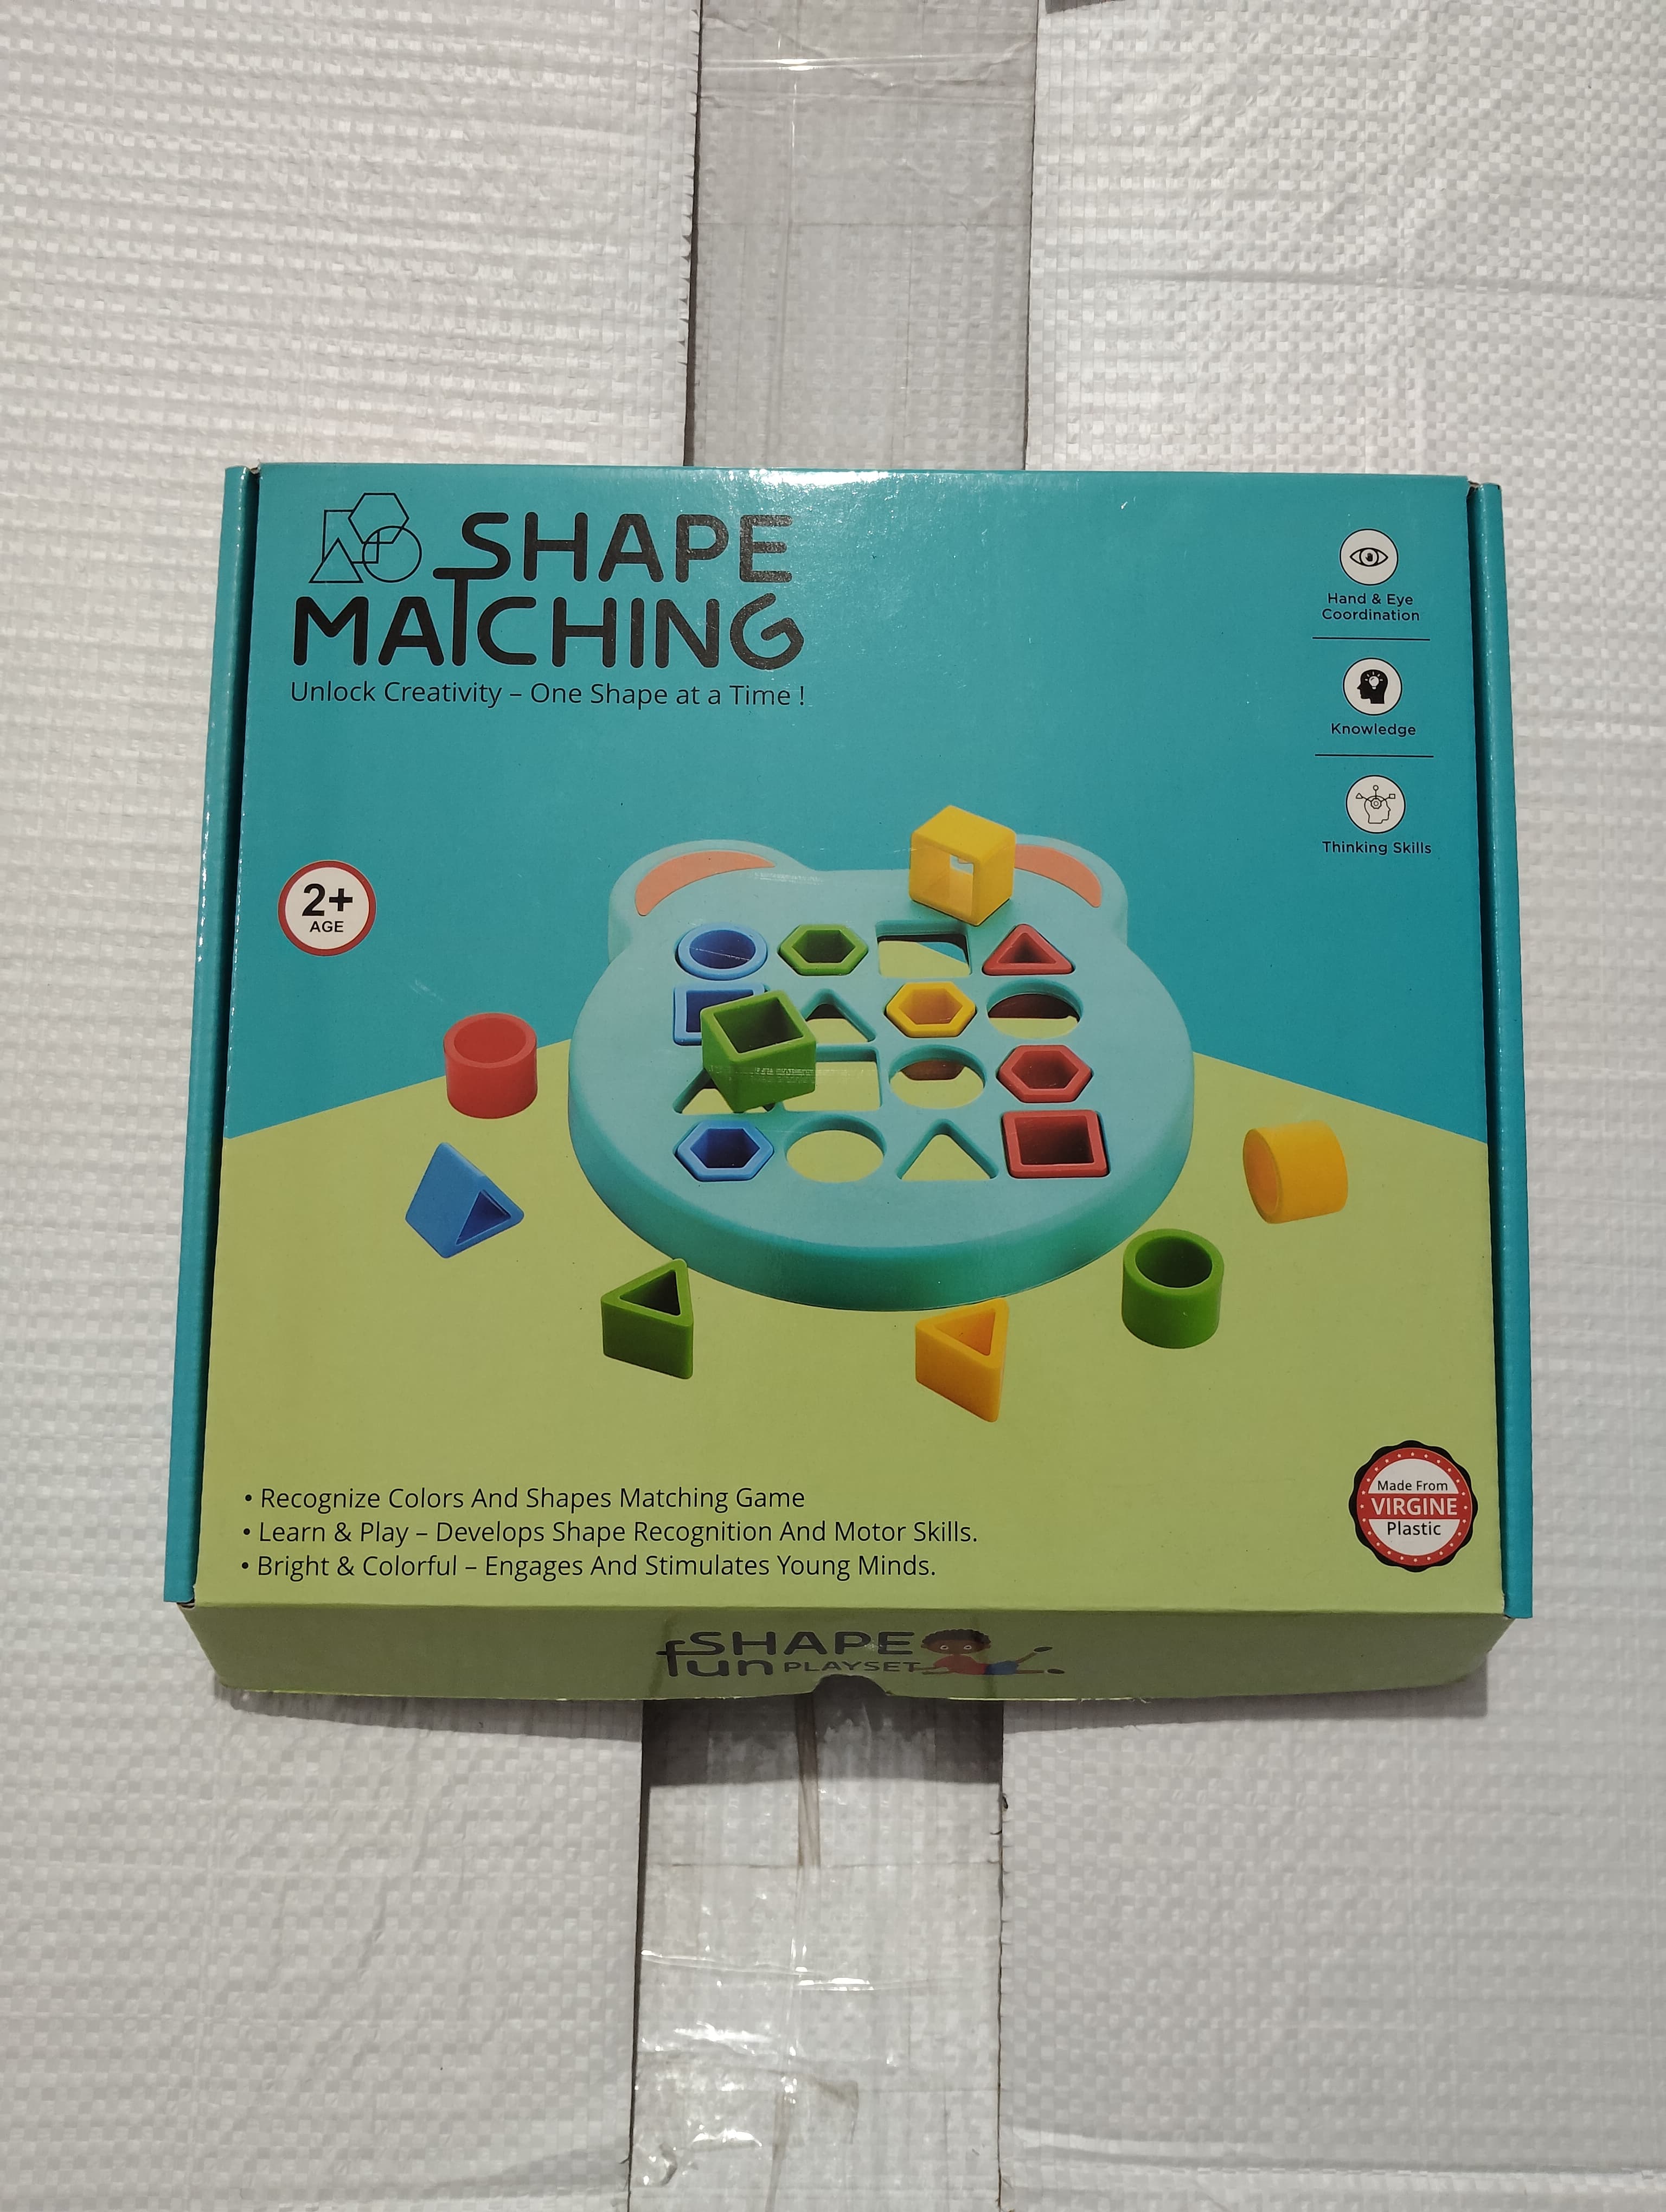 SHAPE
MATCHING
Unlock Creativity – One Shape at a Time !
Hand & Eye
Coordination
Knowledge
Thinking Skills
2+
AGE
• Recognize Colors And Shapes Matching Game
• Learn & Play – Develops Shape Recognition And Motor Skills.
• Bright & Colorful – Engages And Stimulates Young Minds.
Made From
VIRGINE
Plastic
SHAPE
fun PLAYSET